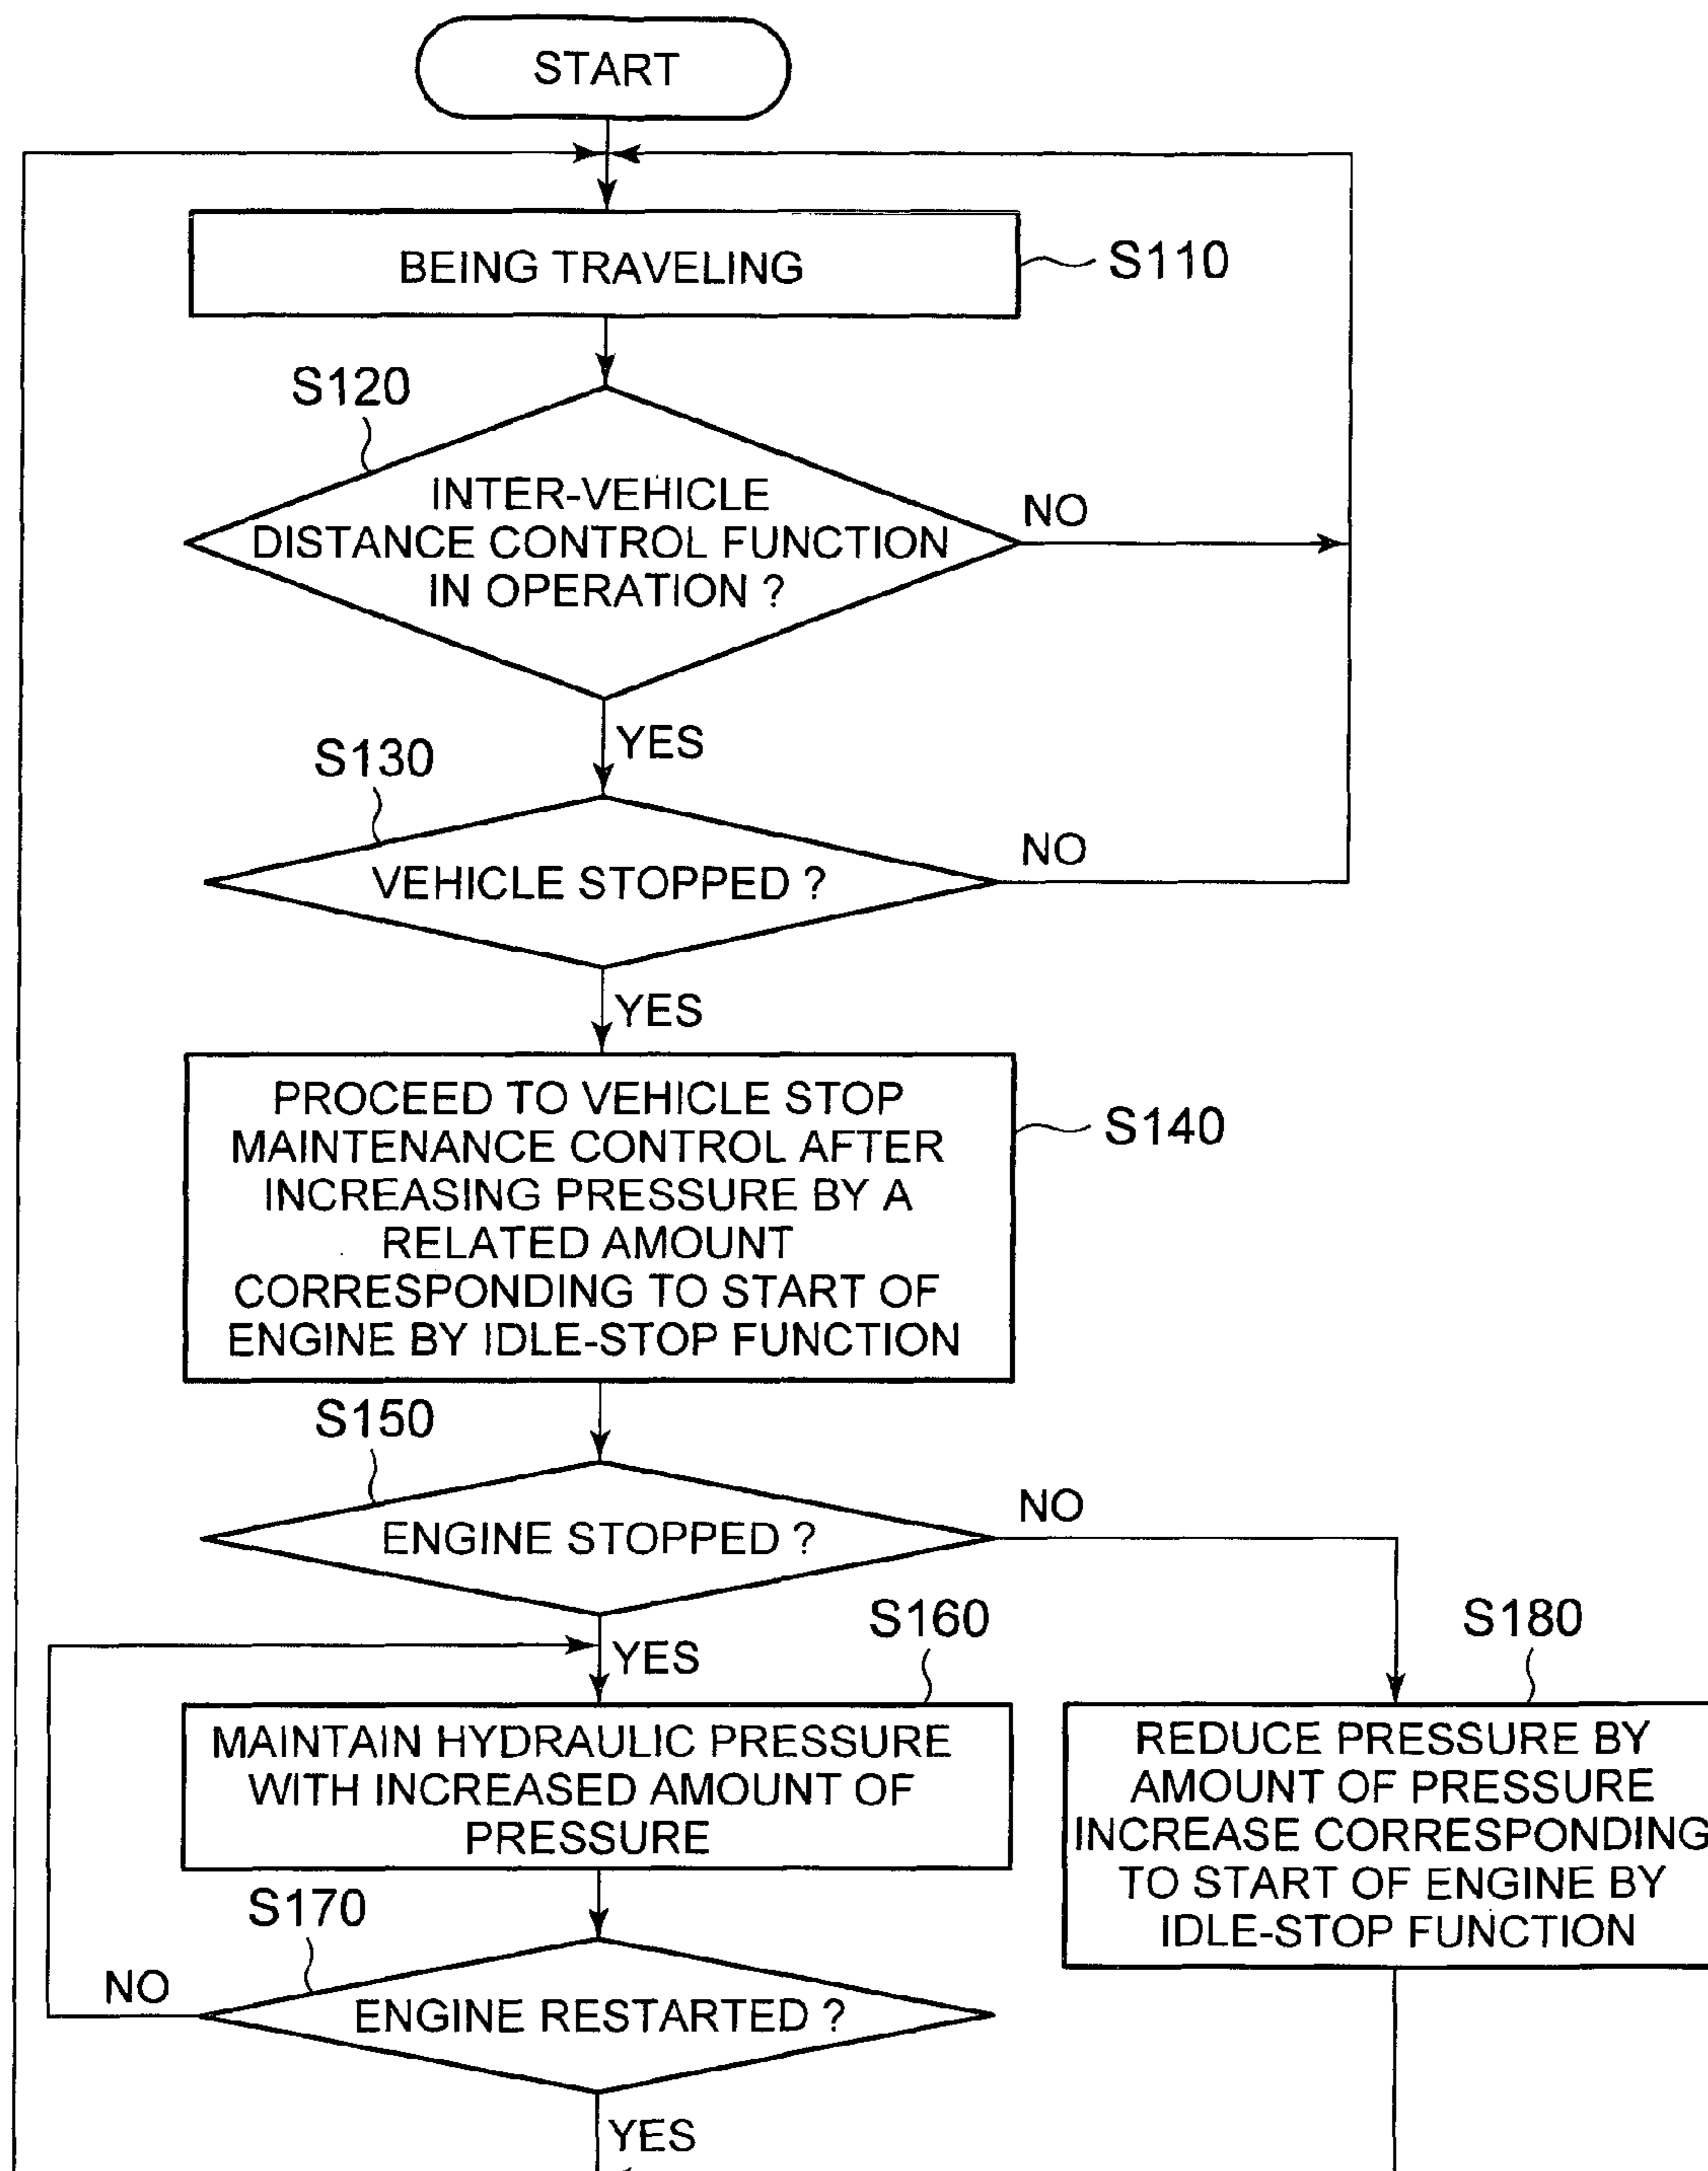 START
BEING TRAVELING
S110
S120
INTER-VEHICLE
DISTANCE CONTROL FUNCTION
IN OPERATION ?
NO
YES
S130
VEHICLE STOPPED ?
NO
YES
PROCEED TO VEHICLE STOP
MAINTENANCE CONTROL AFTER
INCREASING PRESSURE BY A
RELATED AMOUNT
CORRESPONDING TO START OF
ENGINE BY IDLE-STOP FUNCTION
S140
S150
ENGINE STOPPED ?
NO
YES
S160
MAINTAIN HYDRAULIC PRESSURE
WITH INCREASED AMOUNT OF
PRESSURE
S180
REDUCE PRESSURE BY
AMOUNT OF PRESSURE
INCREASE CORRESPONDING
TO START OF ENGINE BY
IDLE-STOP FUNCTION
S170
NO
ENGINE RESTARTED ?
YES